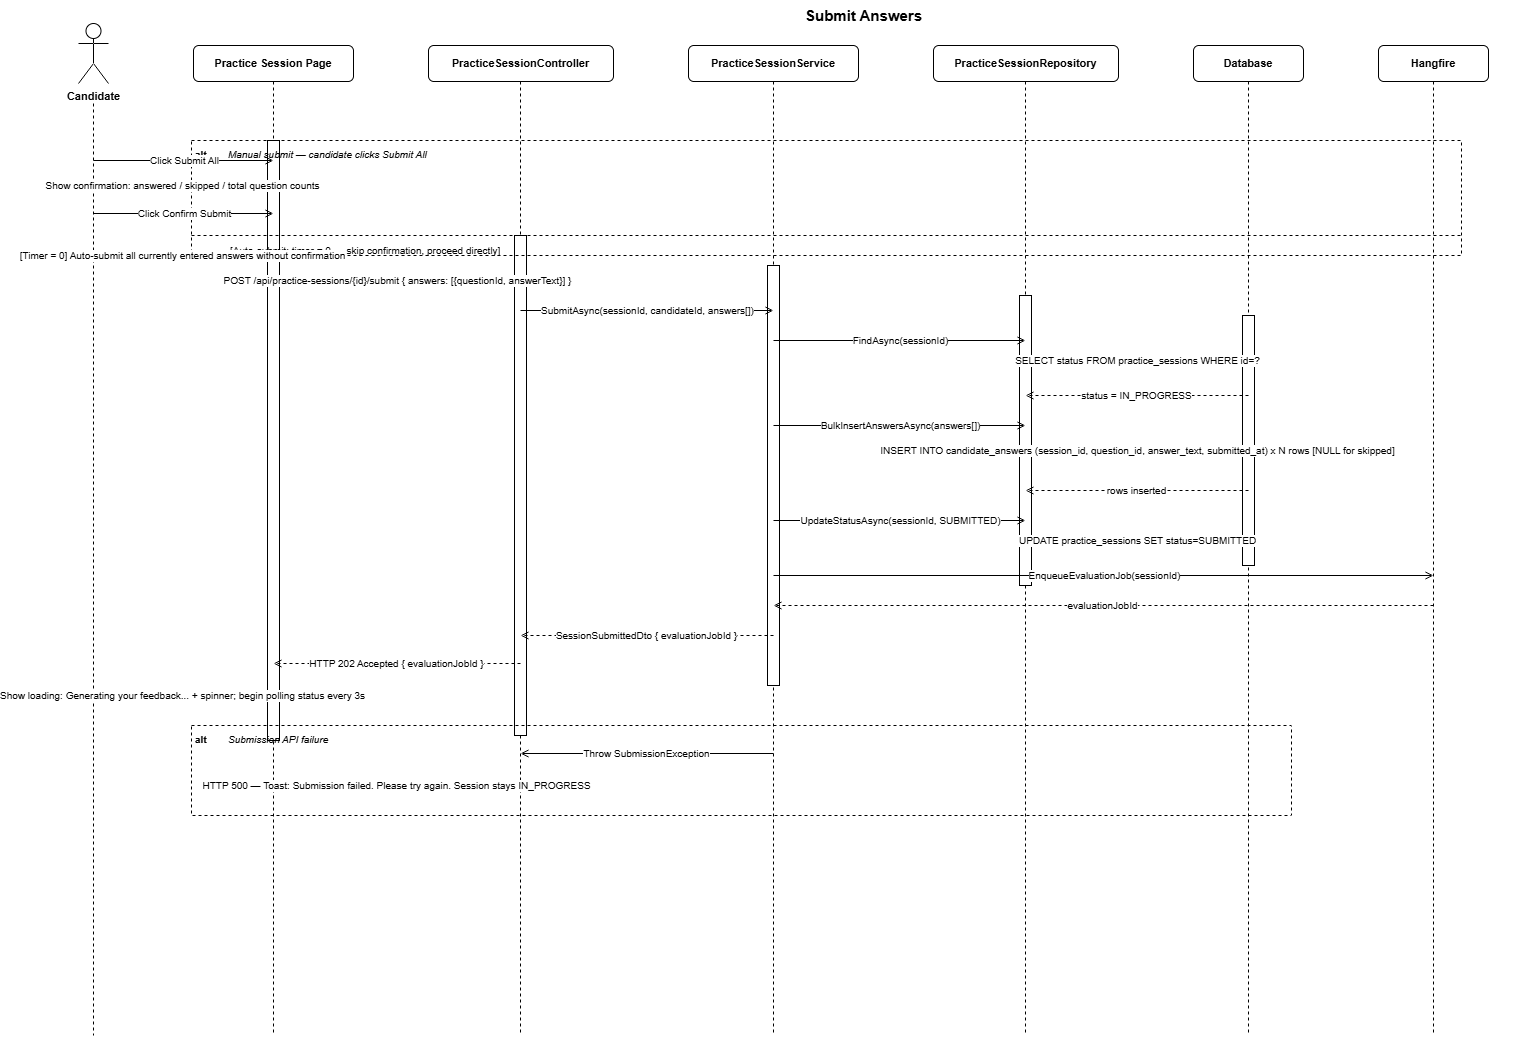 Submit Answers
Candidate
Practice Session Page
PracticeSessionController
PracticeSessionService
PracticeSessionRepository
Database
Hangfire
alt
Manual submit — candidate clicks Submit All
Click Submit All
Show confirmation: answered / skipped / total question counts
Click Confirm Submit
skip confirmation, proceed directly]
[Timer = 0] Auto-submit all currently entered answers without confirmation
POST /api/practice-sessions/{id}/submit { answers: [{questionId, answerText}] }
SubmitAsync(sessionId, candidateId, answers[])
FindAsync(sessionId)
SELECT status FROM practice_sessions WHERE id=?
status = IN_PROGRESS
BulkInsertAnswersAsync(answers[])
INSERT INTO candidate_answers (session_id, question_id, answer_text, submitted_at) x N rows [NULL for skipped]
rows inserted
UpdateStatusAsync(sessionId, SUBMITTED)
UPDATE practice_sessions SET status=SUBMITTED
EnqueueEvaluationJob(sessionId)
evaluationJobId
SessionSubmittedDto { evaluationJobId }
HTTP 202 Accepted { evaluationJobId }
Show loading: Generating your feedback... + spinner; begin polling status every 3s
alt
Submission API failure
Throw SubmissionException
HTTP 500 — Toast: Submission failed. Please try again. Session stays IN_PROGRESS